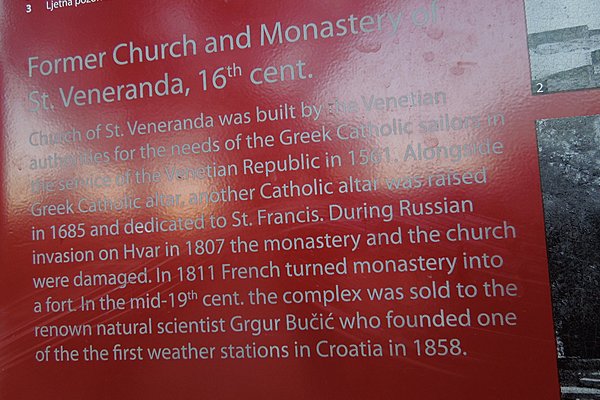 3 Ljetna
Former Church and Monastery of
St. Veneranda, 16th cent.
Church of St. Veneranda was built by the Venetian
authorities for the needs of the Greek Catholic sailors in
the service of the Venetian Republic in 1561. Alongside
Greek Catholic altar, another Catholic altar was raised
in 1685 and dedicated to St. Francis. During Russian
invasion on Hvar in 1807 the monastery and the church
were damaged. In 1811 French turned monastery into
a fort. In the mid-19th cent. the complex was sold to the
renown natural scientist Grgur Bučić who founded one
of the the first weather stations in Croatia in 1858.
2